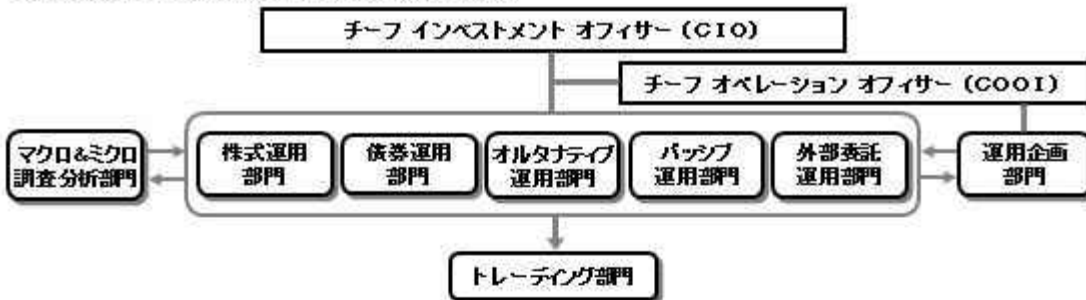 チーフ インベストメント オフィサー (CIO)
チーフ オペレーション オフィサー (COOI)
マクロ&ミクロ
調査分析部門
株式運用
部門
債券運用
部門
オルタナティブ
運用部門
パッシブ
運用部門
外部委託
運用部門
運用企画
部門
トレーディング部門